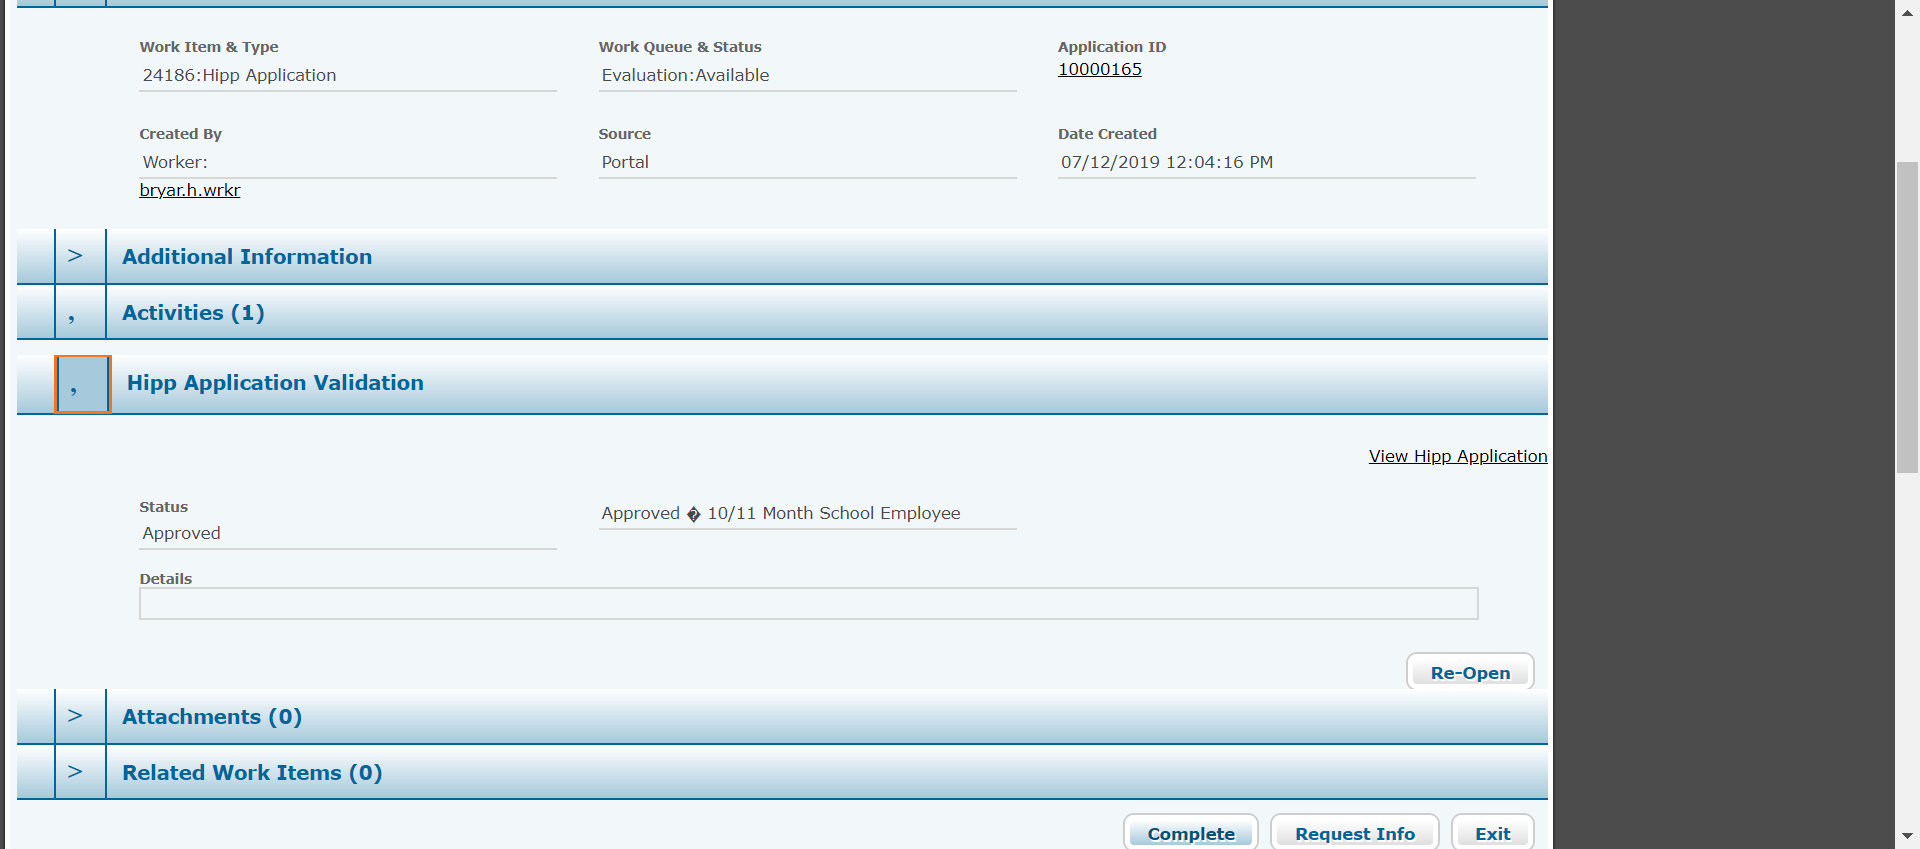 Work Item & Type
Work Queue & Status
Application ID
24186:Hipp Application
Evaluation:Available
10000165
Created By
Source
Date Created
Worker:
Portal
07/12/2019 12:04:16 PM
bryar.h.wrkr
> Additional Information
, Activities (1)
, Hipp Application Validation
View Hipp Application
Status
Approved
Approved � 10/11 Month School Employee
Details
Re-Open
> Attachments (0)
> Related Work Items (0)
Complete
Request Info
Exit